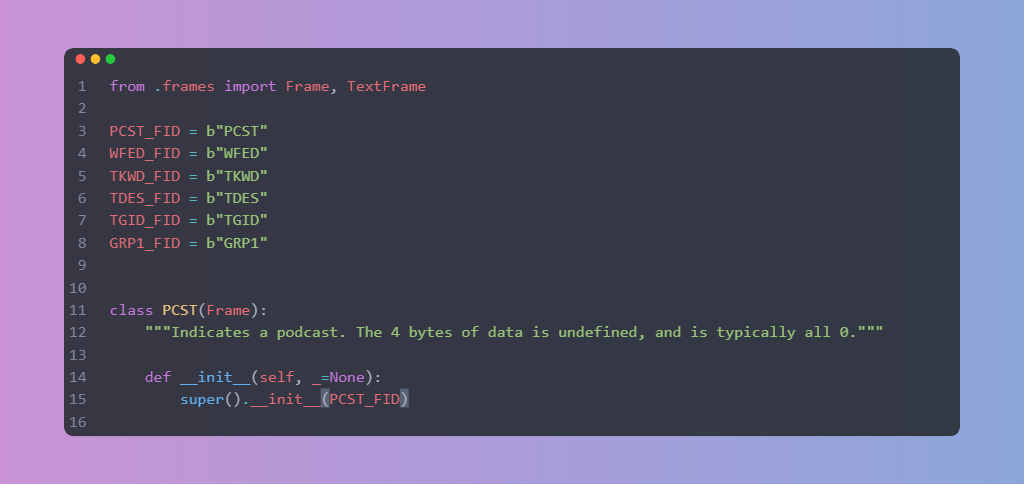 1 from .frames import Frame, TextFrame
2
3 PCST_FID = b"PCST"
4 WFED_FID = b"WFED"
5 TKWD_FID = b"TKWD"
6 TDES_FID = b"TDES"
7 TGID_FID = b"TGID"
8 GRP1_FID = b"GRP1"
9
10
11 class PCST(Frame):
12     """Indicates a podcast. The 4 bytes of data is undefined, and is typically all 0."""
13
14     def __init__(self, _=None):
15         super().__init__(PCST_FID)
16